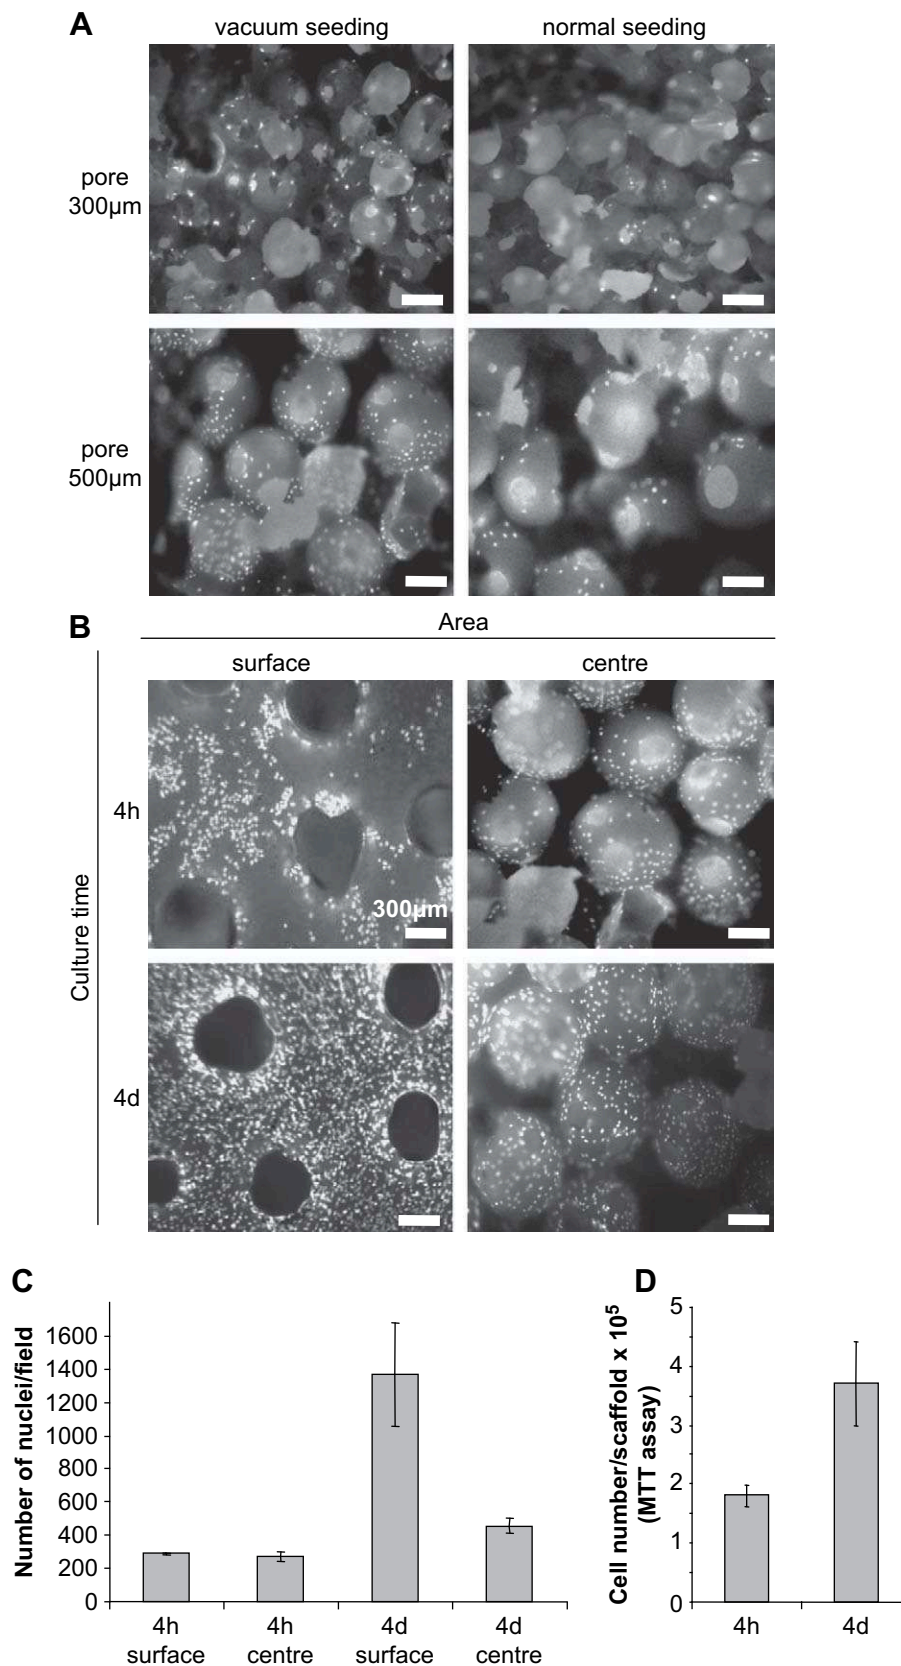 A
vacuum seeding
normal seeding
pore
300µm
pore
500µm
B
Area
surface
centre
Culture time
4h
300µm
4d
C
Number of nuclei/field
1600
1400
1200
1000
800
600
400
200
0
4h
surface
4h
centre
4d
surface
4d
centre
D
Cell number/scaffold x 10⁵
(MTT assay)
5
4
3
2
1
0
4h
4d